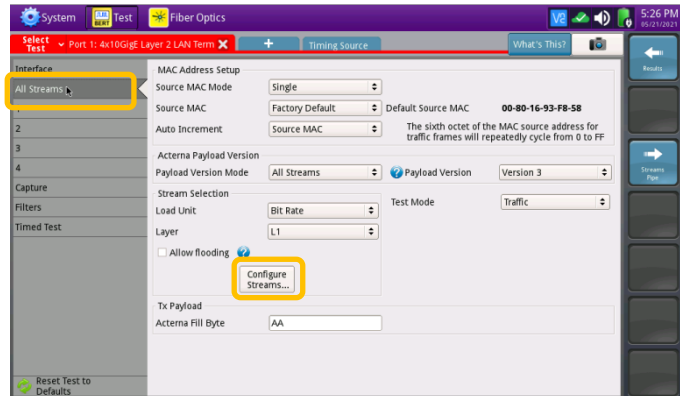 System
Test
Fiber Optics
V2
5:26 PM
05/21/2021
Select Test
Port 1: 4x10GigE Layer 2 LAN Term X
+
Timing Source
What's This?
Results
Interface
All Streams
2
3
4
Capture
Filters
Timed Test
Reset Test to
Defaults
MAC Address Setup
Source MAC Mode Single
Source MAC Factory Default Default Source MAC 00-80-16-93-F8-58
Auto Increment Source MAC The sixth octet of the MAC source address for
traffic frames will repeatedly cycle from 0 to FF
Acterna Payload Version
Payload Version Mode All Streams Payload Version Version 3
Stream Selection
Load Unit Bit Rate Test Mode Traffic
Layer L1
Allow flooding
Configure
Streams...
Tx Payload
Acterna Fill Byte AA
Streams
Pipe